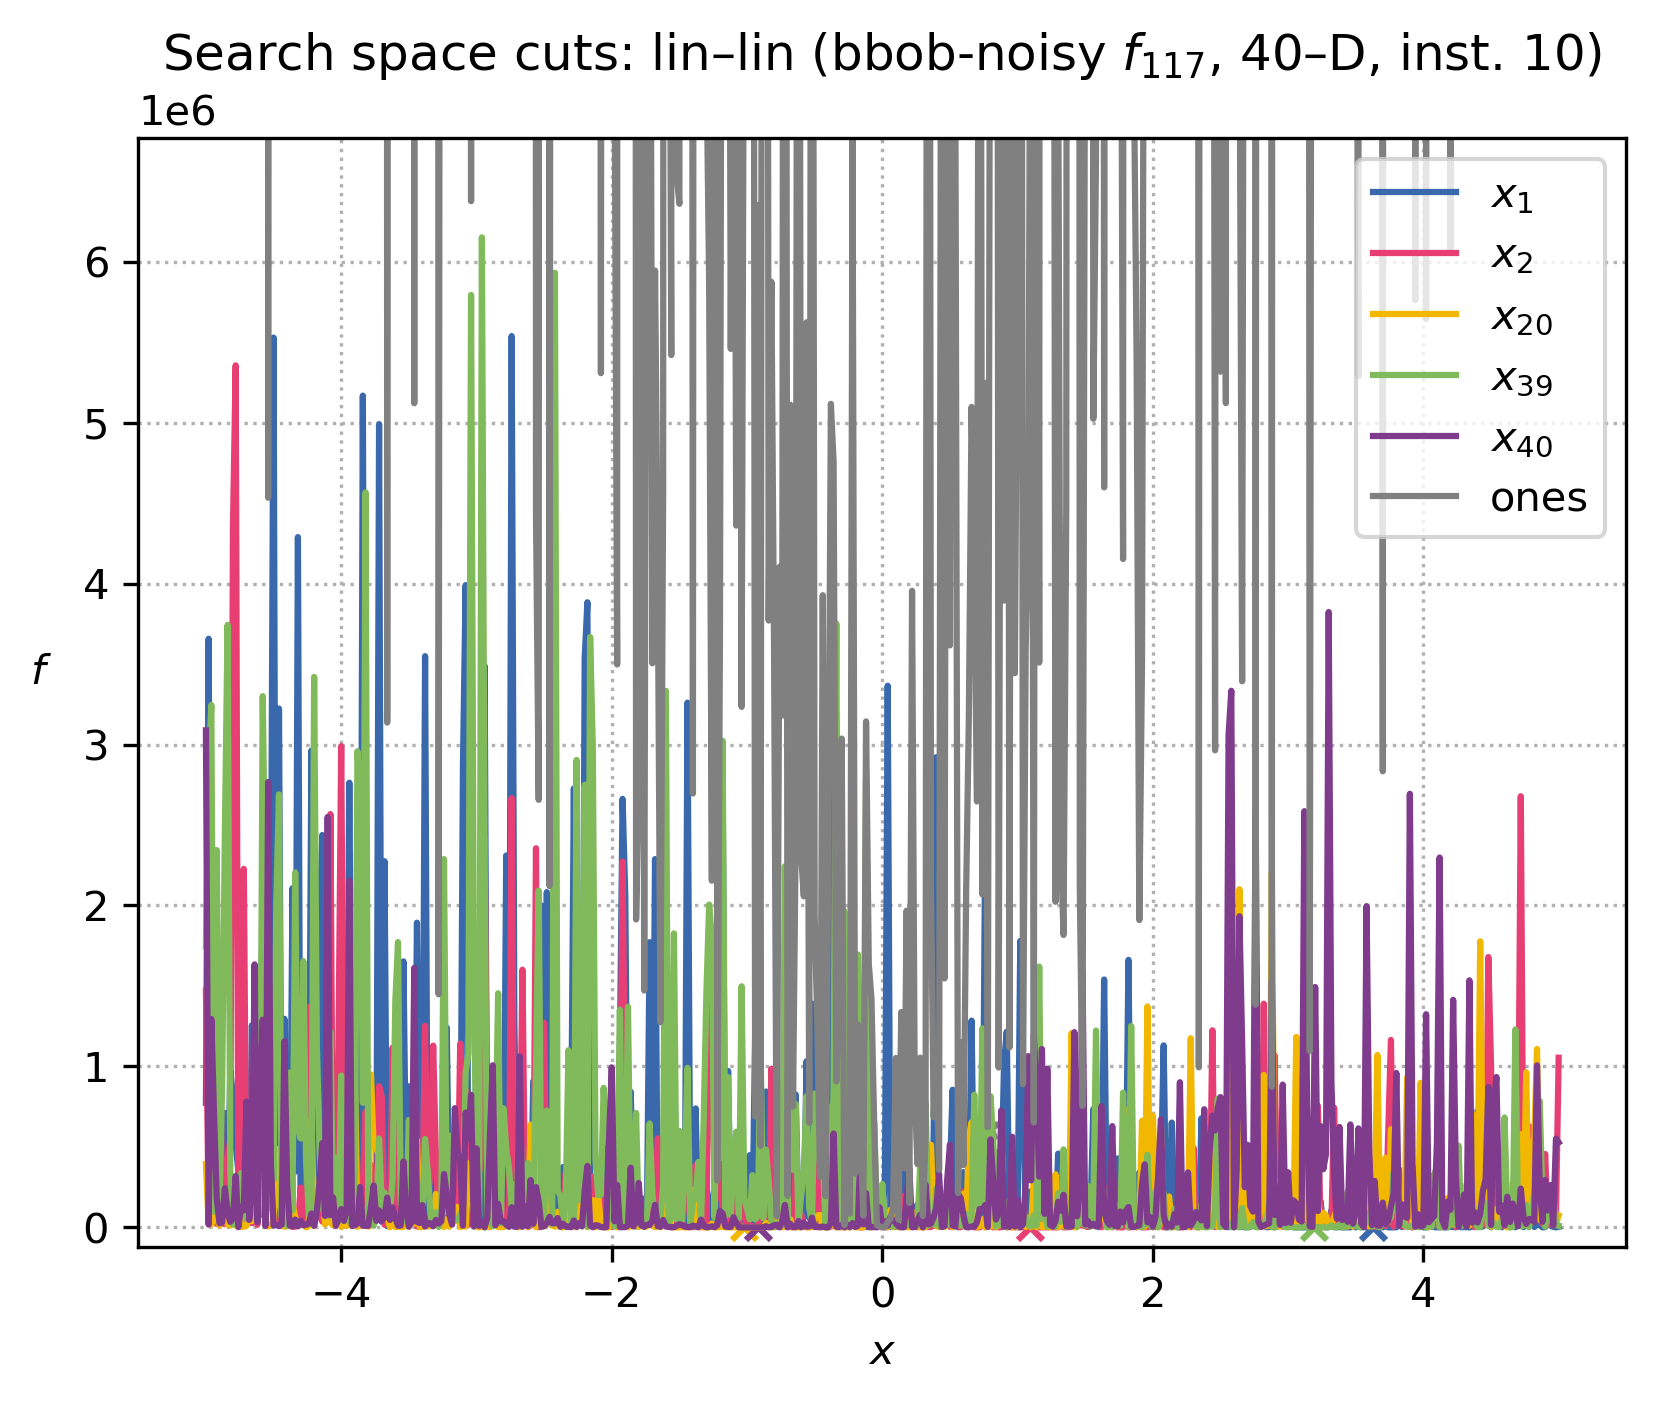 Search space cuts: lin–lin (bbob-noisy f117, 40–D, inst. 10)
1e6
6
5
4
3
2
1
0
f
−4 −2 0 2 4
x
x1
x2
x20
x39
x40
ones